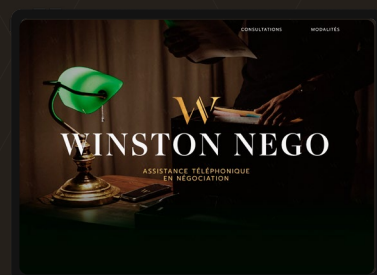 CONSULTATIONS MODALITÉS
W
WINSTON NEGO
ASSISTANCE TÉLÉPHONIQUE
EN NÉGOCIATION